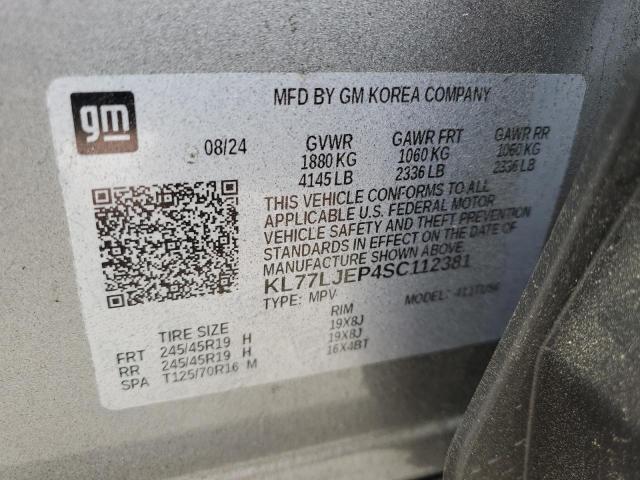 gm
MFD BY GM KOREA COMPANY
08/24 GVWR GAWR FRT GAWR RR
1880 KG 1060 KG 1060 KG
4145 LB 2336 LB 2336 LB
THIS VEHICLE CONFORMS TO ALL
APPLICABLE U.S. FEDERAL MOTOR
VEHICLE SAFETY AND THEFT PREVENTION
STANDARDS IN EFFECT ON THE DATE OF
MANUFACTURE SHOWN ABOVE.
KL77LJEP4SC112381
TYPE: MPV MODEL:
TIRE SIZE RIM
FRT 245/45R19 H 19X8J
RR 245/45R19 H 19X8J
SPA T125/70R16 M 16X4BT